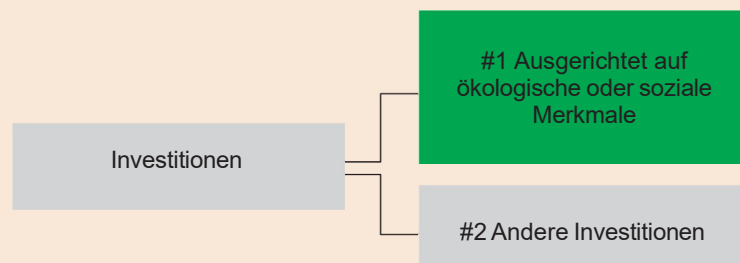 #1 Ausgerichtet auf
ökologische oder soziale
Merkmale
Investitionen
#2 Andere Investitionen